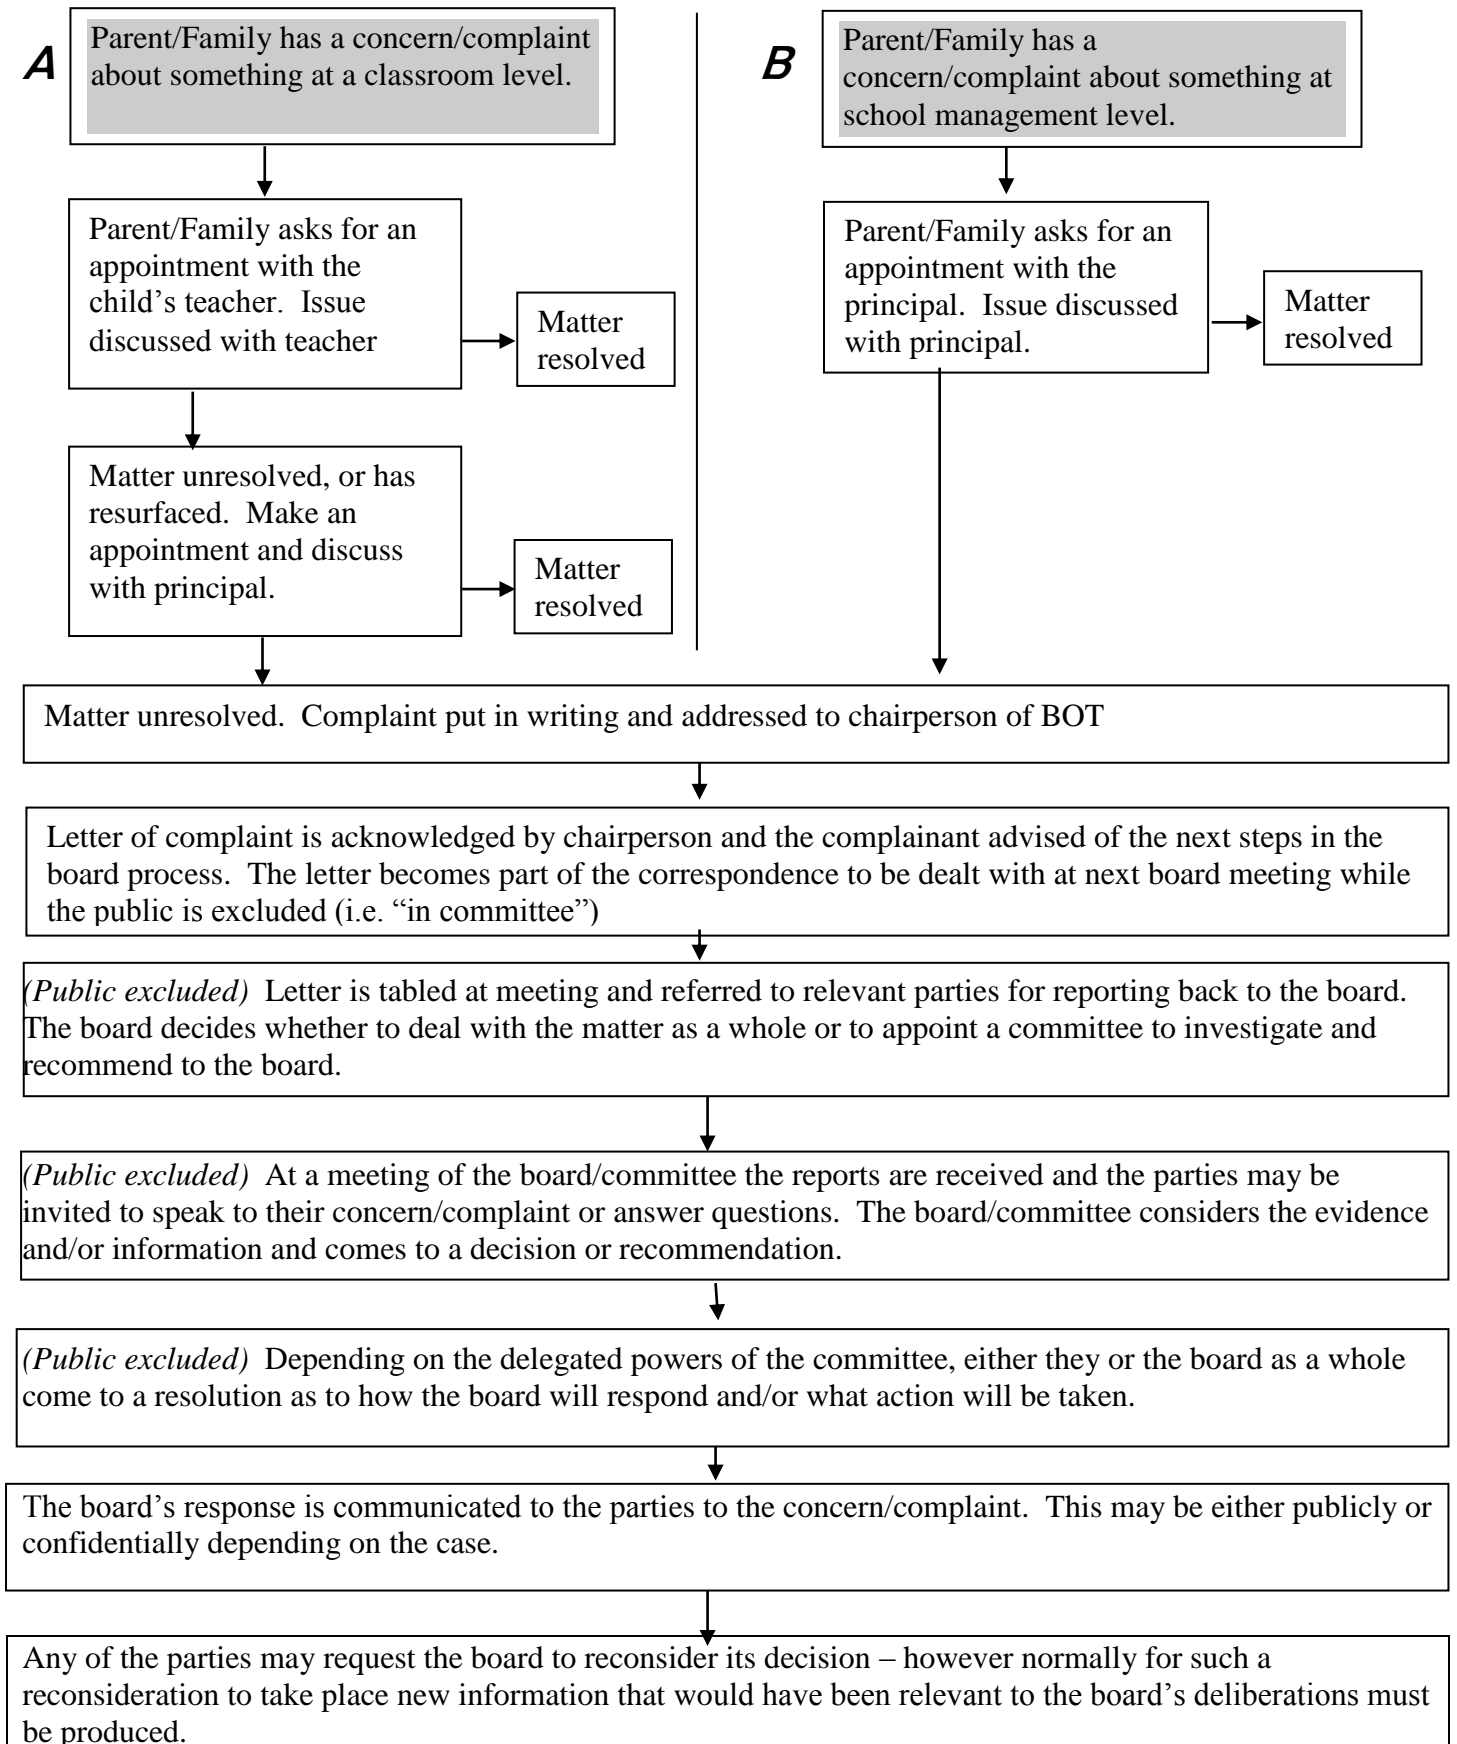 A
Parent/Family has a concern/complaint
about something at a classroom level.
Parent/Family asks for an
appointment with the
child’s teacher.  Issue
discussed with teacher
Matter
resolved
Matter unresolved, or has
resurfaced.  Make an
appointment and discuss
with principal.
Matter
resolved
B
Parent/Family has a
concern/complaint about something at
school management level.
Parent/Family asks for an
appointment with the
principal.  Issue discussed
with principal.
Matter
resolved
Matter unresolved.  Complaint put in writing and addressed to chairperson of BOT
Letter of complaint is acknowledged by chairperson and the complainant advised of the next steps in the
board process.  The letter becomes part of the correspondence to be dealt with at next board meeting while
the public is excluded (i.e. “in committee”)
(Public excluded)  Letter is tabled at meeting and referred to relevant parties for reporting back to the board.
The board decides whether to deal with the matter as a whole or to appoint a committee to investigate and
recommend to the board.
(Public excluded)  At a meeting of the board/committee the reports are received and the parties may be
invited to speak to their concern/complaint or answer questions.  The board/committee considers the evidence
and/or information and comes to a decision or recommendation.
(Public excluded)  Depending on the delegated powers of the committee, either they or the board as a whole
come to a resolution as to how the board will respond and/or what action will be taken.
The board’s response is communicated to the parties to the concern/complaint.  This may be either publicly or
confidentially depending on the case.
Any of the parties may request the board to reconsider its decision – however normally for such a
reconsideration to take place new information that would have been relevant to the board’s deliberations must
be produced.